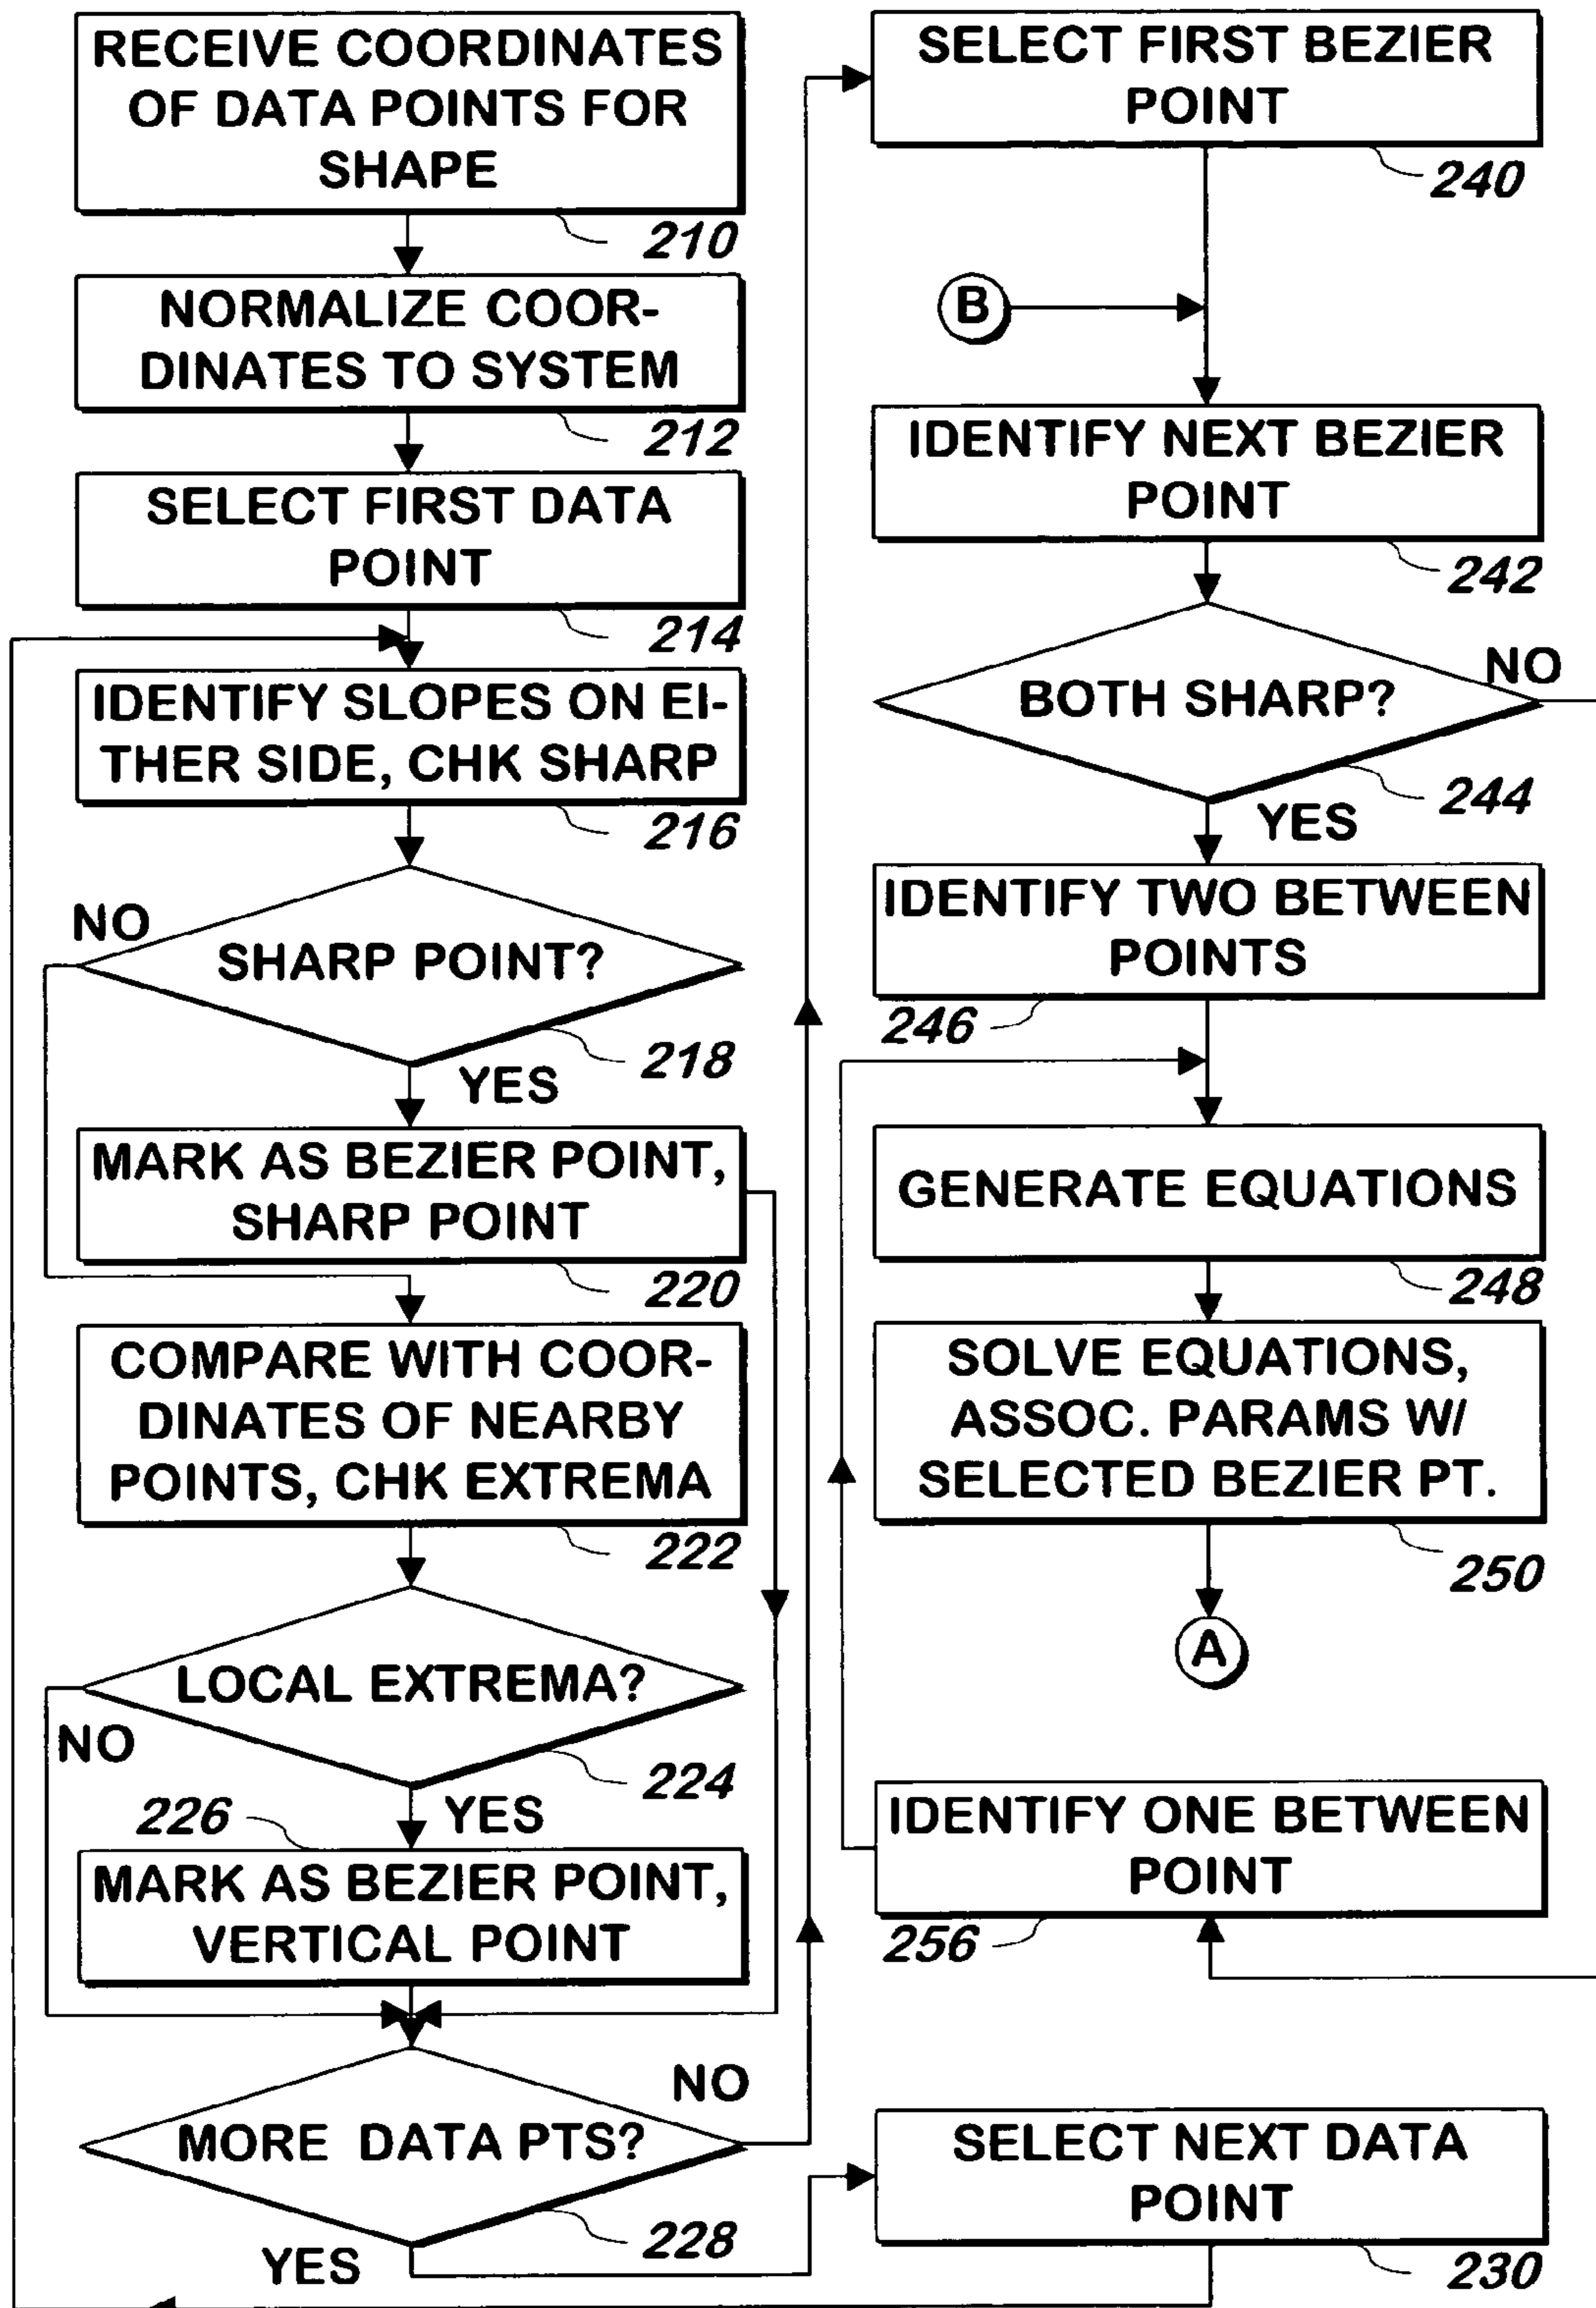 RECEIVE COORDINATES
OF DATA POINTS FOR
SHAPE
210
NORMALIZE COOR-
DINATES TO SYSTEM
212
SELECT FIRST DATA
POINT
214
IDENTIFY SLOPES ON EI-
THER SIDE, CHK SHARP
216
NO
SHARP POINT?
218
YES
MARK AS BEZIER POINT,
SHARP POINT
220
COMPARE WITH COOR-
DINATES OF NEARBY
POINTS, CHK EXTREMA
222
LOCAL EXTREMA?
NO
224
226
YES
MARK AS BEZIER POINT,
VERTICAL POINT
NO
MORE DATA PTS?
228
YES
SELECT FIRST BEZIER
POINT
240
B
IDENTIFY NEXT BEZIER
POINT
242
NO
BOTH SHARP?
244
YES
IDENTIFY TWO BETWEEN
POINTS
246
GENERATE EQUATIONS
248
SOLVE EQUATIONS,
ASSOC. PARAMS W/
SELECTED BEZIER PT.
250
A
IDENTIFY ONE BETWEEN
POINT
256
SELECT NEXT DATA
POINT
230